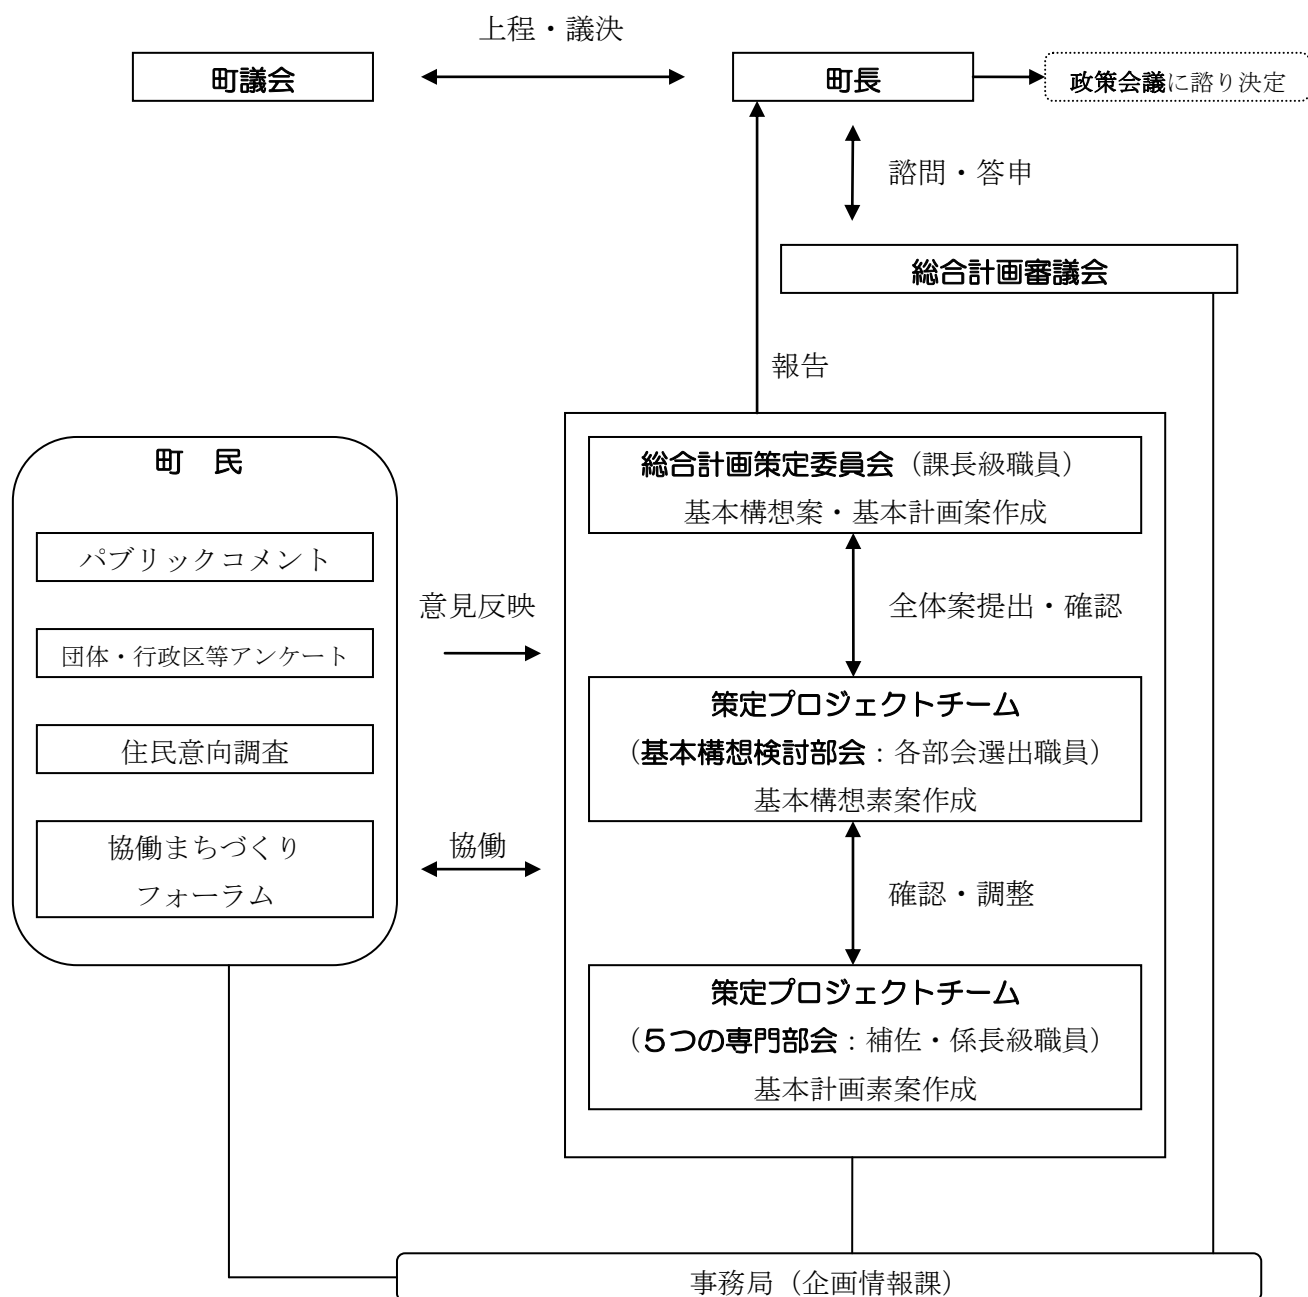 上程・議決
町議会
町長
政策会議に諮り決定
諮問・答申
総合計画審議会
報告
町　民
パブリックコメント
団体・行政区等アンケート
住民意向調査
協働まちづくり
フォーラム
意見反映
協働
総合計画策定委員会（課長級職員）
基本構想案・基本計画案作成
全体案提出・確認
策定プロジェクトチーム
（基本構想検討部会：各部会選出職員）
基本構想素案作成
確認・調整
策定プロジェクトチーム
（５つの専門部会：補佐・係長級職員）
基本計画素案作成
事務局（企画情報課）